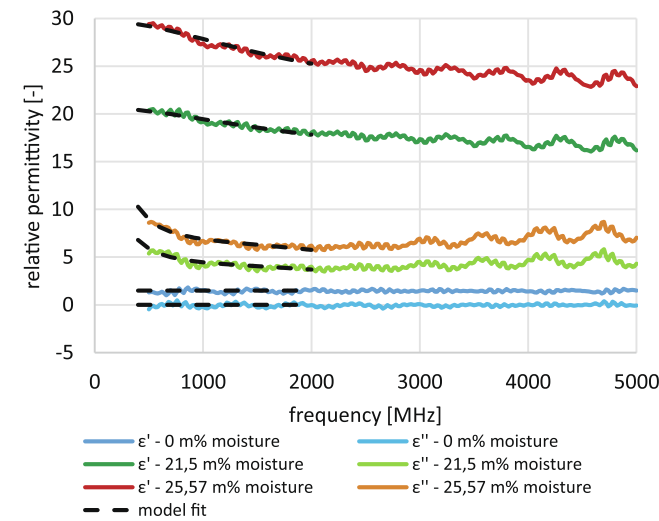 30
25
20
15
10
5
0
-5
relative permittivity [-]
0 1000 2000 3000 4000 5000
frequency [MHz]
ε' - 0 m% moisture ε'' - 0 m% moisture
ε' - 21,5 m% moisture ε'' - 21,5 m% moisture
ε' - 25,57 m% moisture ε'' - 25,57 m% moisture
model fit